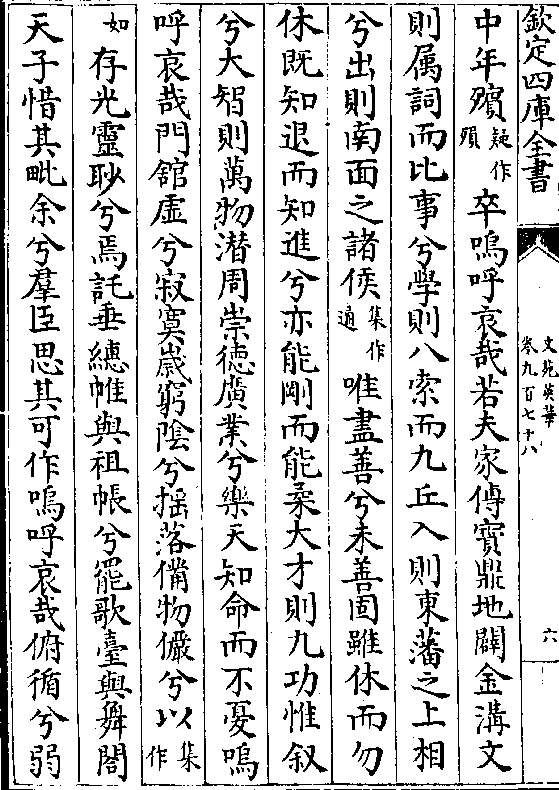 欽定四庫全書
文苑英華
卷九百七十八
六
中年殯疑作殞卒嗚呼哀哉若夫家傳寶鼎地闢金溝文
則属詞而比事兮學則八索而九丘入則東藩之上相
兮出則南面之諸侯集作適唯盡善兮未善固雖休而勿
休既知退而知進兮亦能剛而能柔大才則九功惟叙
兮大智則萬物潛周崇徳廣業兮樂天知命而不憂嗚
呼哀哉門舘虛兮寂寞嵗窮陰兮揺落備物儼兮以集作
如存光靈眇兮焉託垂繐帷與祖帳兮罷歌臺與舞閣
天子惜其毗余兮羣臣思其可作嗚呼哀哉俯循兮弱